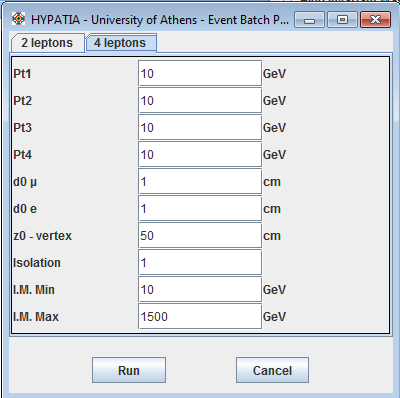 HYPATIA - University of Athens - Event Batch P...
2 leptons 4 leptons
Pt1 10 GeV
Pt2 10 GeV
Pt3 10 GeV
Pt4 10 GeV
d0 μ 1 cm
d0 e 1 cm
z0 - vertex 50 cm
Isolation 1
I.M. Min 10 GeV
I.M. Max 1500 GeV
Run Cancel